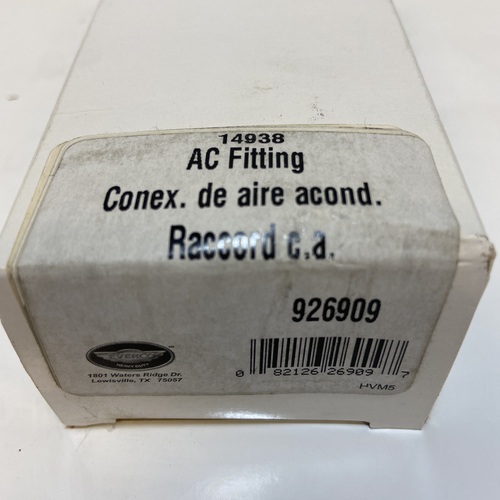 14938
AC Fitting
Conex. de aire acond.
Raccord c.a.
926909
EVERCO
1801 Waters Ridge Dr.
Lewisville, TX 75057
0 82126 26909 7
HVM5